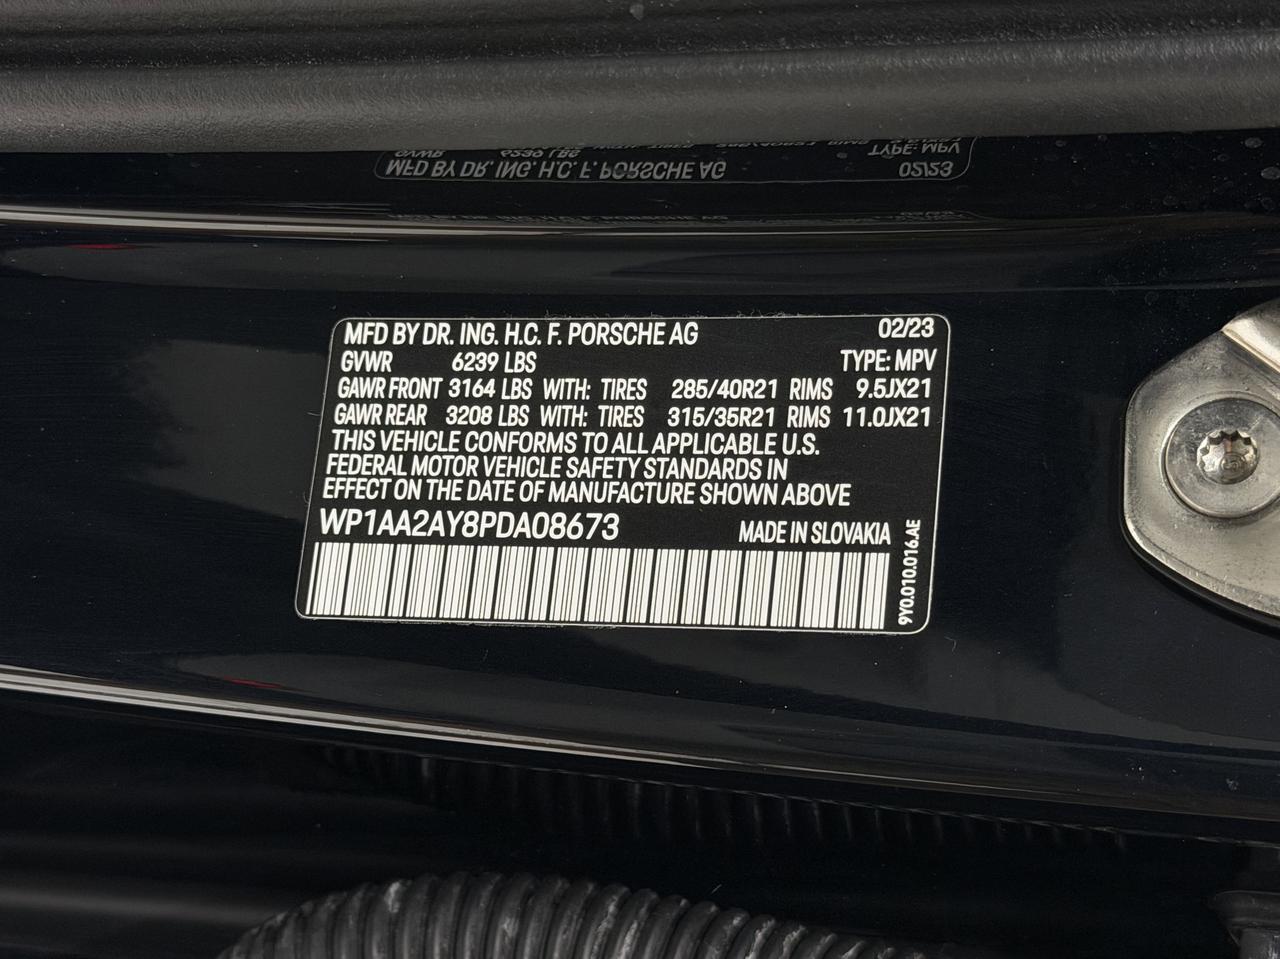 MFD BY DR. ING. H.C. F. PORSCHE AG 02/23
GVWR 6239 LBS TYPE: MPV
GAWR FRONT 3164 LBS WITH: TIRES 285/40R21 RIMS 9.5JX21
GAWR REAR 3208 LBS WITH: TIRES 315/35R21 RIMS 11.0JX21
THIS VEHICLE CONFORMS TO ALL APPLICABLE U.S.
FEDERAL MOTOR VEHICLE SAFETY STANDARDS IN
EFFECT ON THE DATE OF MANUFACTURE SHOWN ABOVE
WP1AA2AY8PDA08673 MADE IN SLOVAKIA
9Y0.010.016.AE